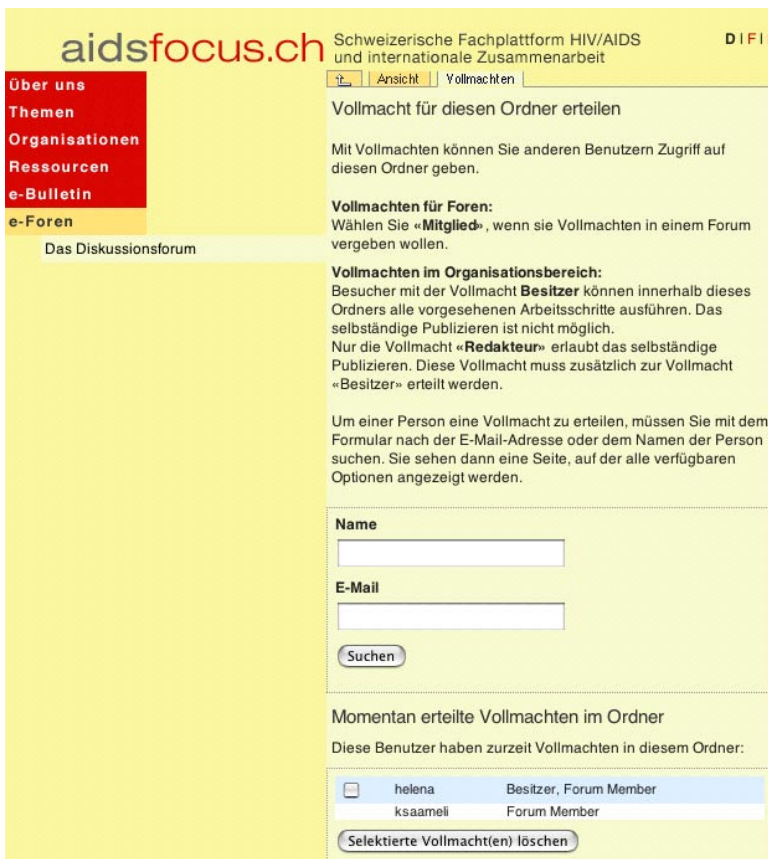 aidsfocus.ch
Schweizerische Fachplattform HIV/AIDS
und internationale Zusammenarbeit
D | F |
Ansicht | Vollmachten
Über uns
Themen
Organisationen
Ressourcen
e-Bulletin
e-Foren
Das Diskussionsforum
Vollmacht für diesen Ordner erteilen
Mit Vollmachten können Sie anderen Benutzern Zugriff auf
diesen Ordner geben.
Vollmachten für Foren:
Wählen Sie «Mitglied», wenn sie Vollmachten in einem Forum
vergeben wollen.
Vollmachten im Organisationsbereich:
Besucher mit der Vollmacht Besitzer können innerhalb dieses
Ordners alle vorgesehenen Arbeitsschritte ausführen. Das
selbständige Publizieren ist nicht möglich.
Nur die Vollmacht «Redakteur» erlaubt das selbständige
Publizieren. Diese Vollmacht muss zusätzlich zur Vollmacht
«Besitzer» erteilt werden.
Um einer Person eine Vollmacht zu erteilen, müssen Sie mit dem
Formular nach der E-Mail-Adresse oder dem Namen der Person
suchen. Sie sehen dann eine Seite, auf der alle verfügbaren
Optionen angezeigt werden.
Name
E-Mail
Suchen
Momentan erteilte Vollmachten im Ordner
Diese Benutzer haben zurzeit Vollmachten in diesem Ordner:
helena Besitzer, Forum Member
ksaameli Forum Member
Selektierte Vollmacht(en) löschen